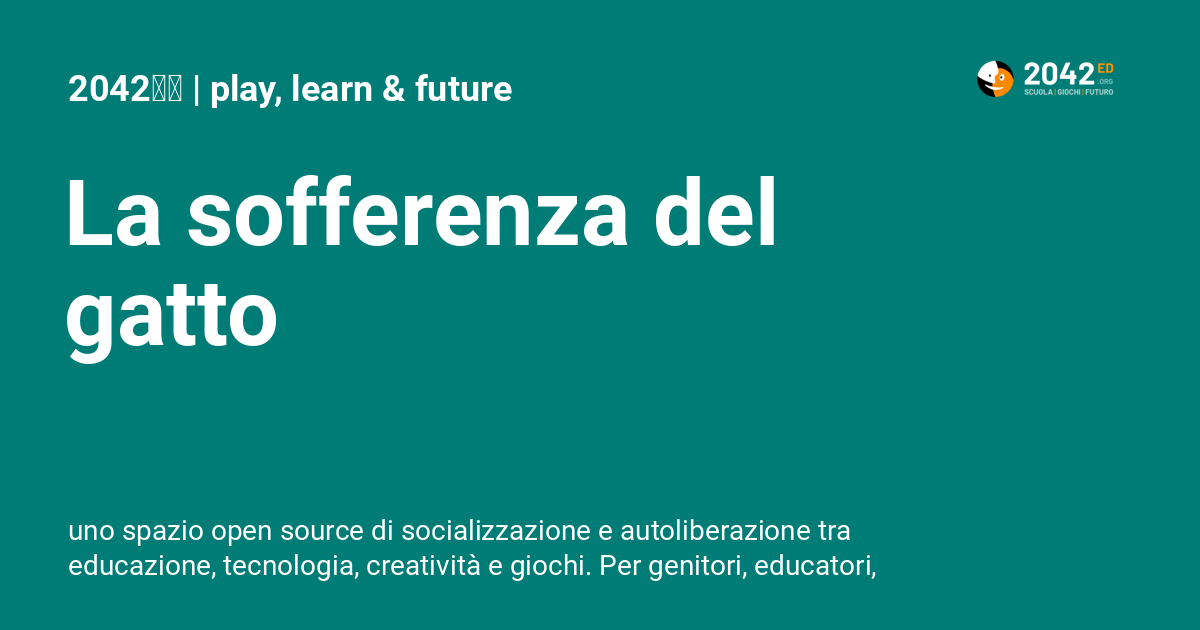 2042 | play, learn & future
2042 ED
.ORG
SCUOLA | GIOCHI | FUTURO
La sofferenza del
gatto
uno spazio open source di socializzazione e autoliberazione tra
educazione, tecnologia, creatività e giochi. Per genitori, educatori,